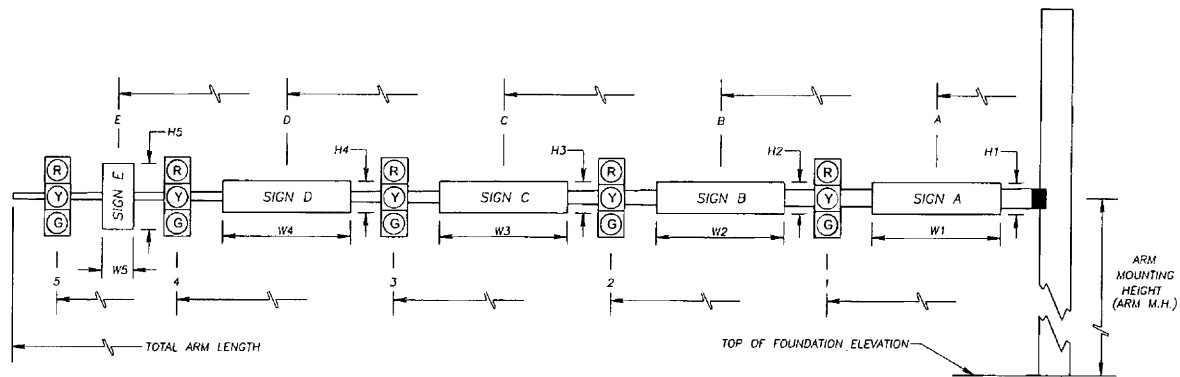 E
D
C
B
A
H5
H4
H3
H2
H1
R
Y
G
SIGN E
R
Y
G
SIGN D
R
Y
G
SIGN C
R
Y
G
SIGN B
R
Y
G
SIGN A
W5
W4
W3
W2
W1
5
4
3
2
1
ARM
MOUNTING
HEIGHT
(ARM M.H.)
TOTAL ARM LENGTH
TOP OF FOUNDATION ELEVATION